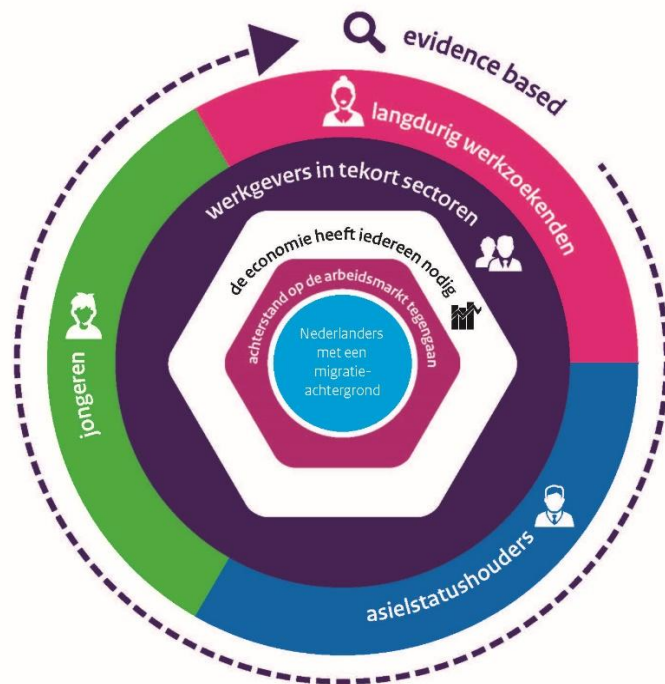 evidence based
langdurig werkzoekenden
werkgevers in tekort sectoren
de economie heeft iedereen nodig
achterstand op de arbeidsmarkt tegengaan
Nederlanders
met een
migratie-
achtergrond
jongeren
asielstatushouders